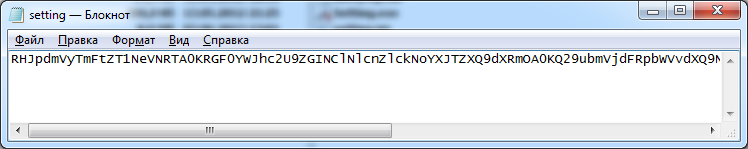 setting — Блокнот
Файл Правка Формат Вид Справка
RHJpdmVyTmFtZT1NeVNRTA0KRGF0YWJhc2U9ZGINClNlcnZlckNoYXJTZXQ9dXRmOA0KQ29ubmVjdFRpbWVvdXQ9N